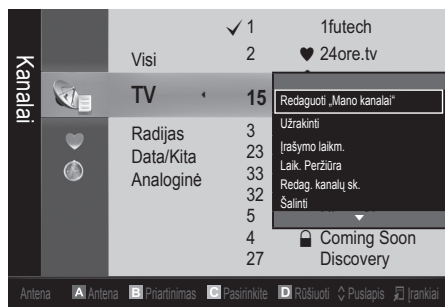 Kanalai
✓ 1 1futech
Visi 2 ♥ 24ore.tv
TV 15
Redaguoti „Mano kanalai“
Užrakinti
Įrašymo laikm.
Laik. Peržiūra
Redag. kanalų sk.
Šalinti
Radijas 3
Data/Kita 23
Analoginė 33
32
5
4 Coming Soon
27 Discovery
Antena A Antena B Priartinimas C Pasirinkite D Rūšiuoti Puslapis Įrankiai